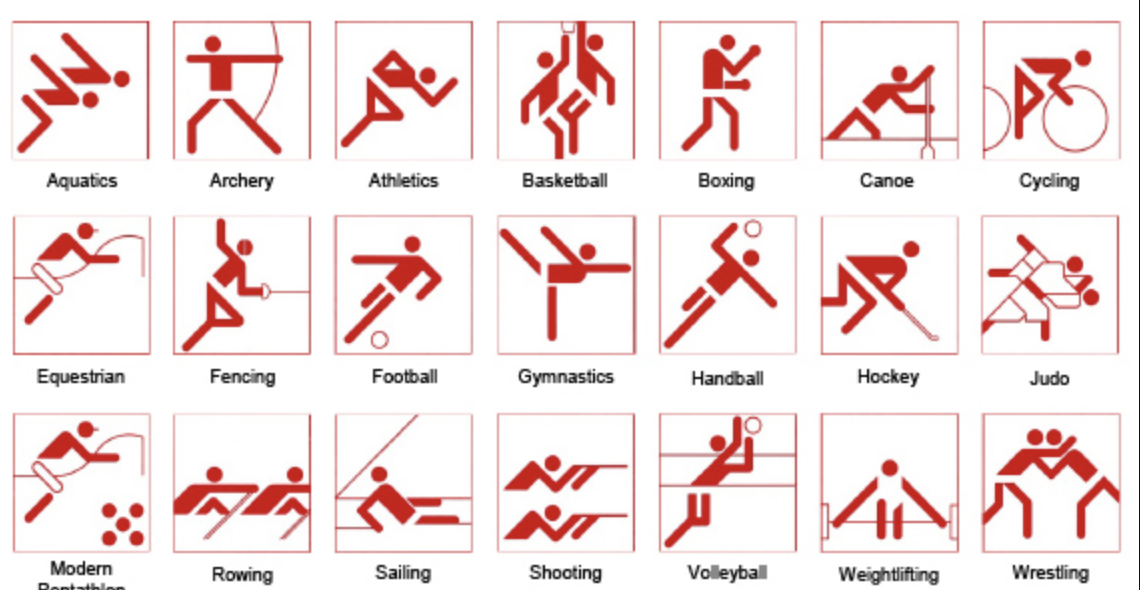 Aquatics Archery Athletics Basketball Boxing Canoe Cycling
Equestrian Fencing Football Gymnastics Handball Hockey Judo
Modern Rowing Sailing Shooting Volleyball Weightlifting Wrestling
Pentathlon